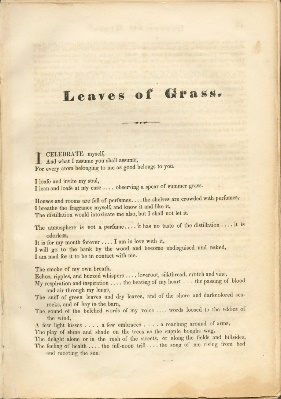 Leaves of Grass.
I CELEBRATE myself,
And what I assume you shall assume,
For every atom belonging to me as good belongs to you.
I loafe and invite my soul,
I lean and loafe at my ease . . . . observing a spear of summer grass.
Houses and rooms are full of perfumes . . . . the shelves are crowded with perfumes,
I breathe the fragrance myself, and know it and like it,
The distillation would intoxicate me also, but I shall not let it.
The atmosphere is not a perfume . . . . it has no taste of the distillation . . . . it is
odorless,
It is for my mouth forever . . . . I am in love with it,
I will go to the bank by the wood and become undisguised and naked,
I am mad for it to be in contact with me.
The smoke of my own breath,
Echos, ripples, and buzzed whispers . . . . loveroot, silkthread, crotch and vine,
My respiration and inspiration . . . . the beating of my heart . . . . the passing of blood
and air through my lungs,
The sniff of green leaves and dry leaves, and of the shore and darkcolored sea-
rocks, and of hay in the barn,
The sound of the belched words of my voice . . . . words loosed to the eddies of
the wind,
A few light kisses . . . . a few embraces . . . . a reaching around of arms,
The play of shine and shade on the trees as the supple boughs wag,
The delight alone or in the rush of the streets, or along the fields and hillsides,
The feeling of health . . . . the full-noon trill . . . . the song of me rising from bed
and meeting the sun.